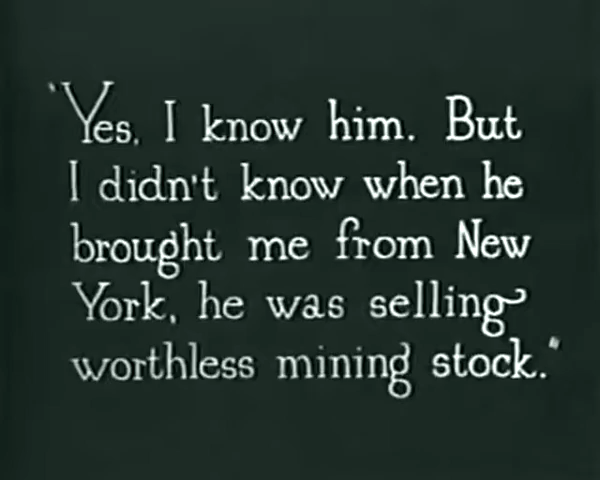 "Yes, I know him. But
I didn't know when he
brought me from New
York, he was selling
worthless mining stock."